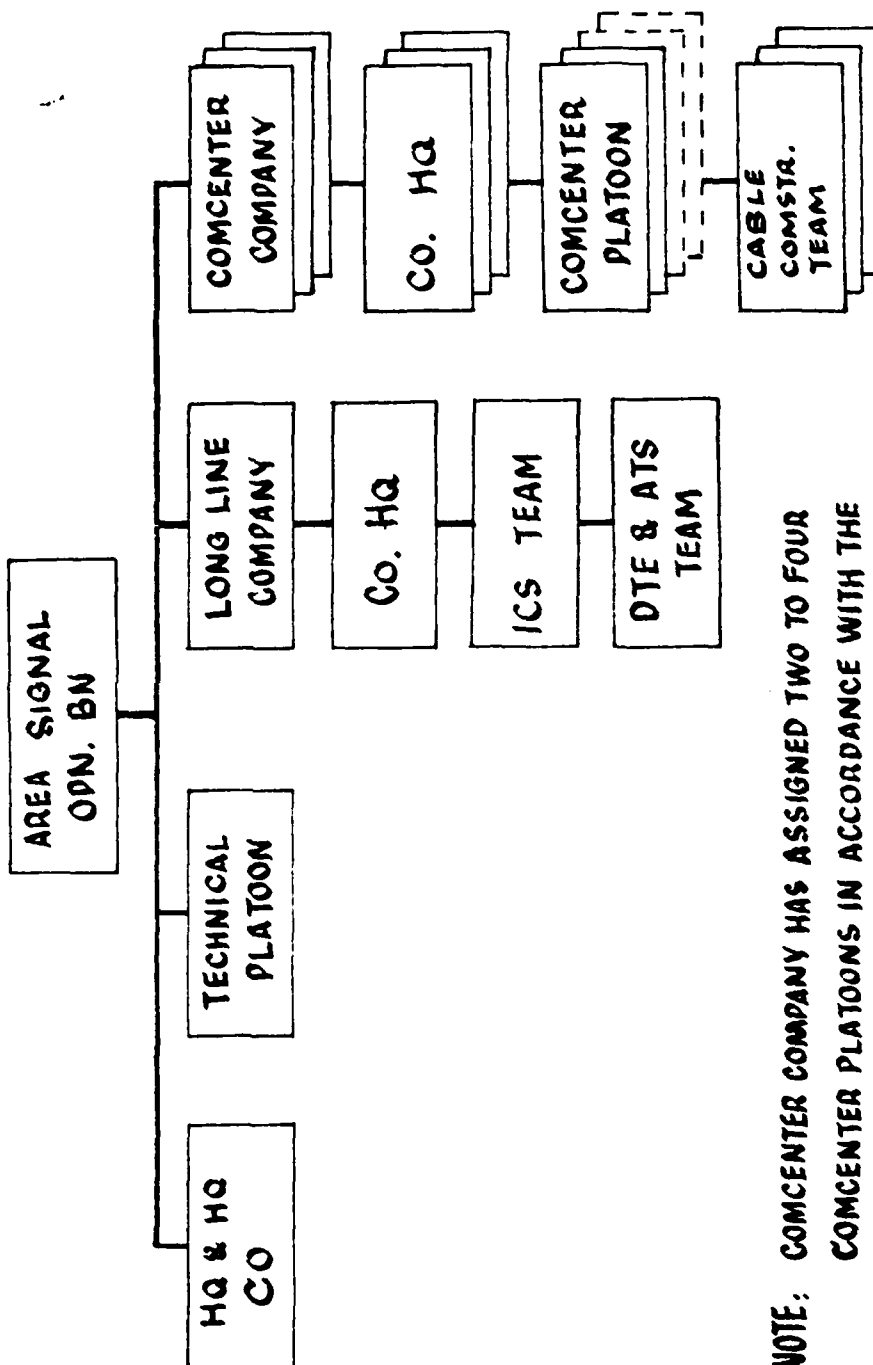 AREA SIGNAL
OPN. BN
HQ & HQ
CO
TECHNICAL
PLATOON
LONG LINE
COMPANY
CO. HQ
ICS TEAM
DTE & ATS
TEAM
COMCENTER
COMPANY
CO. HQ
COMCENTER
PLATOON
CABLE
COMSTR.
TEAM
NOTE: COMCENTER COMPANY HAS ASSIGNED TWO TO FOUR
COMCENTER PLATOONS IN ACCORDANCE WITH THE